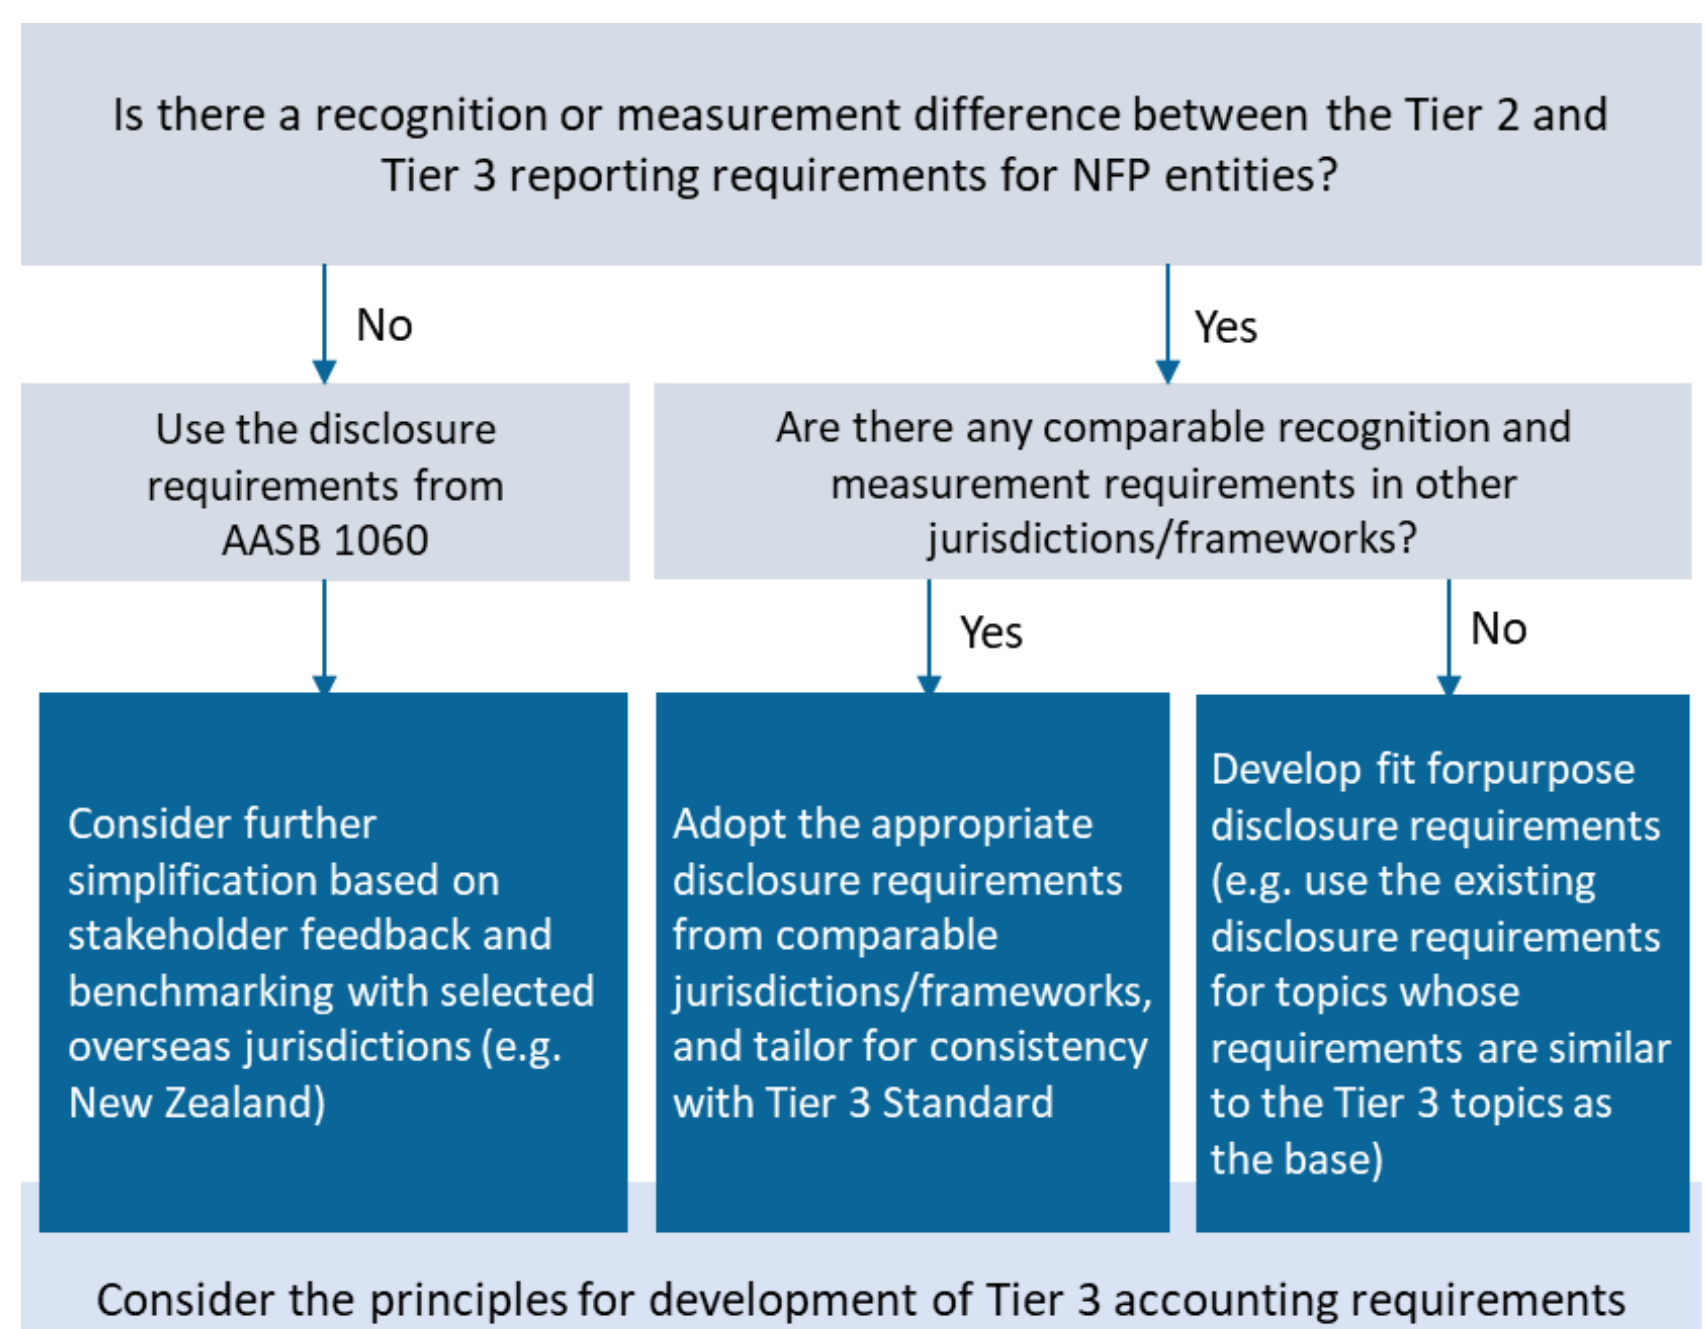 Is there a recognition or measurement difference between the Tier 2 and
Tier 3 reporting requirements for NFP entities?
No
Yes
Use the disclosure
requirements from
AASB 1060
Are there any comparable recognition and
measurement requirements in other
jurisdictions/frameworks?
Yes
No
Consider further
simplification based on
stakeholder feedback and
benchmarking with selected
overseas jurisdictions (e.g.
New Zealand)
Adopt the appropriate
disclosure requirements
from comparable
jurisdictions/frameworks,
and tailor for consistency
with Tier 3 Standard
Develop fit forpurpose
disclosure requirements
(e.g. use the existing
disclosure requirements
for topics whose
requirements are similar
to the Tier 3 topics as
the base)
Consider the principles for development of Tier 3 accounting requirements